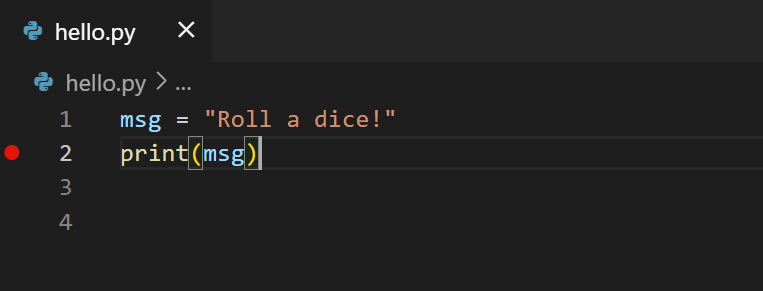 hello.py
hello.py > ...
1 msg = "Roll a dice!"
2 print(msg)
3
4